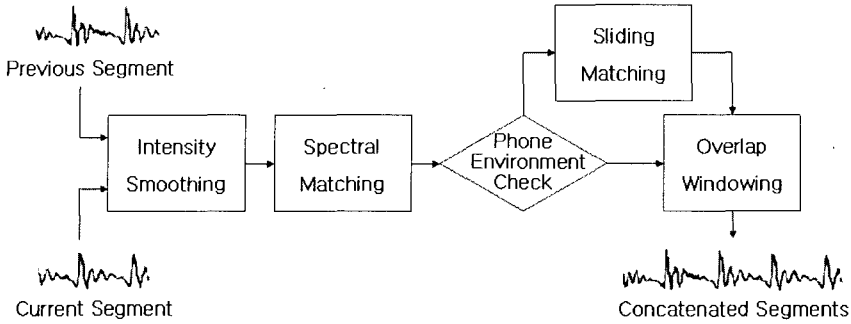 Previous Segment
Intensity
Smoothing
Spectral
Matching
Phone
Environment
Check
Sliding
Matching
Overlap
Windowing
Current Segment
Concatenated Segments